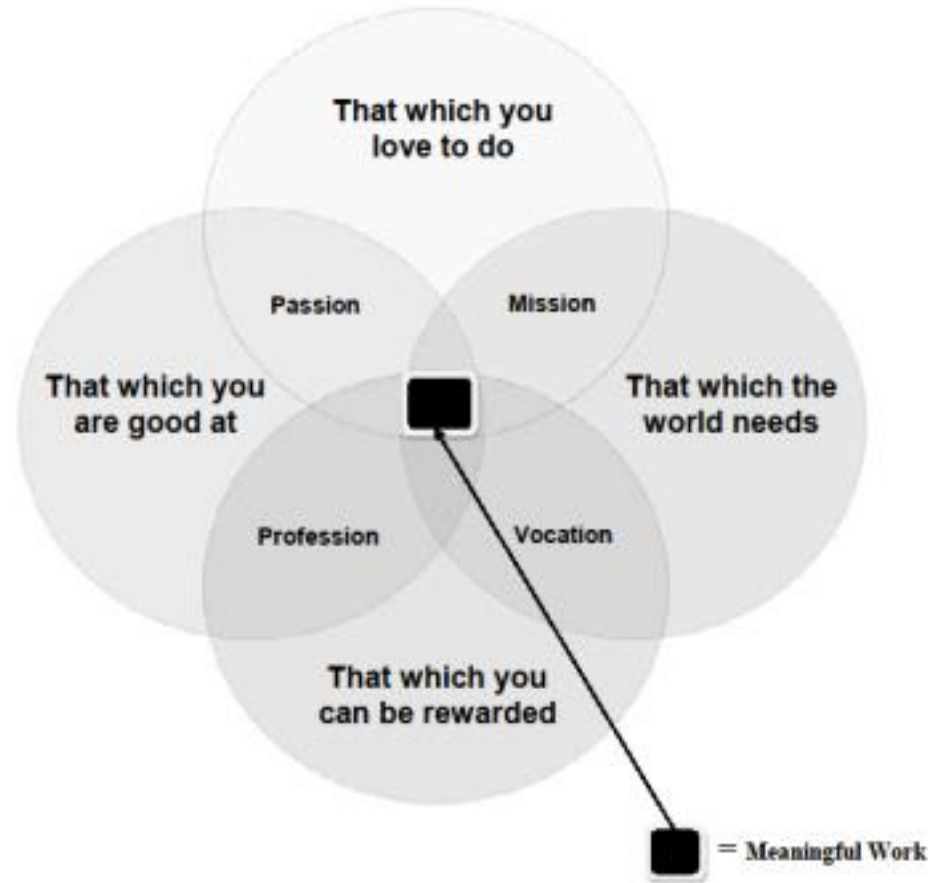 That which you
love to do
Passion
Mission
That which you
are good at
That which the
world needs
Profession
Vocation
That which you
can be rewarded
= Meaningful Work